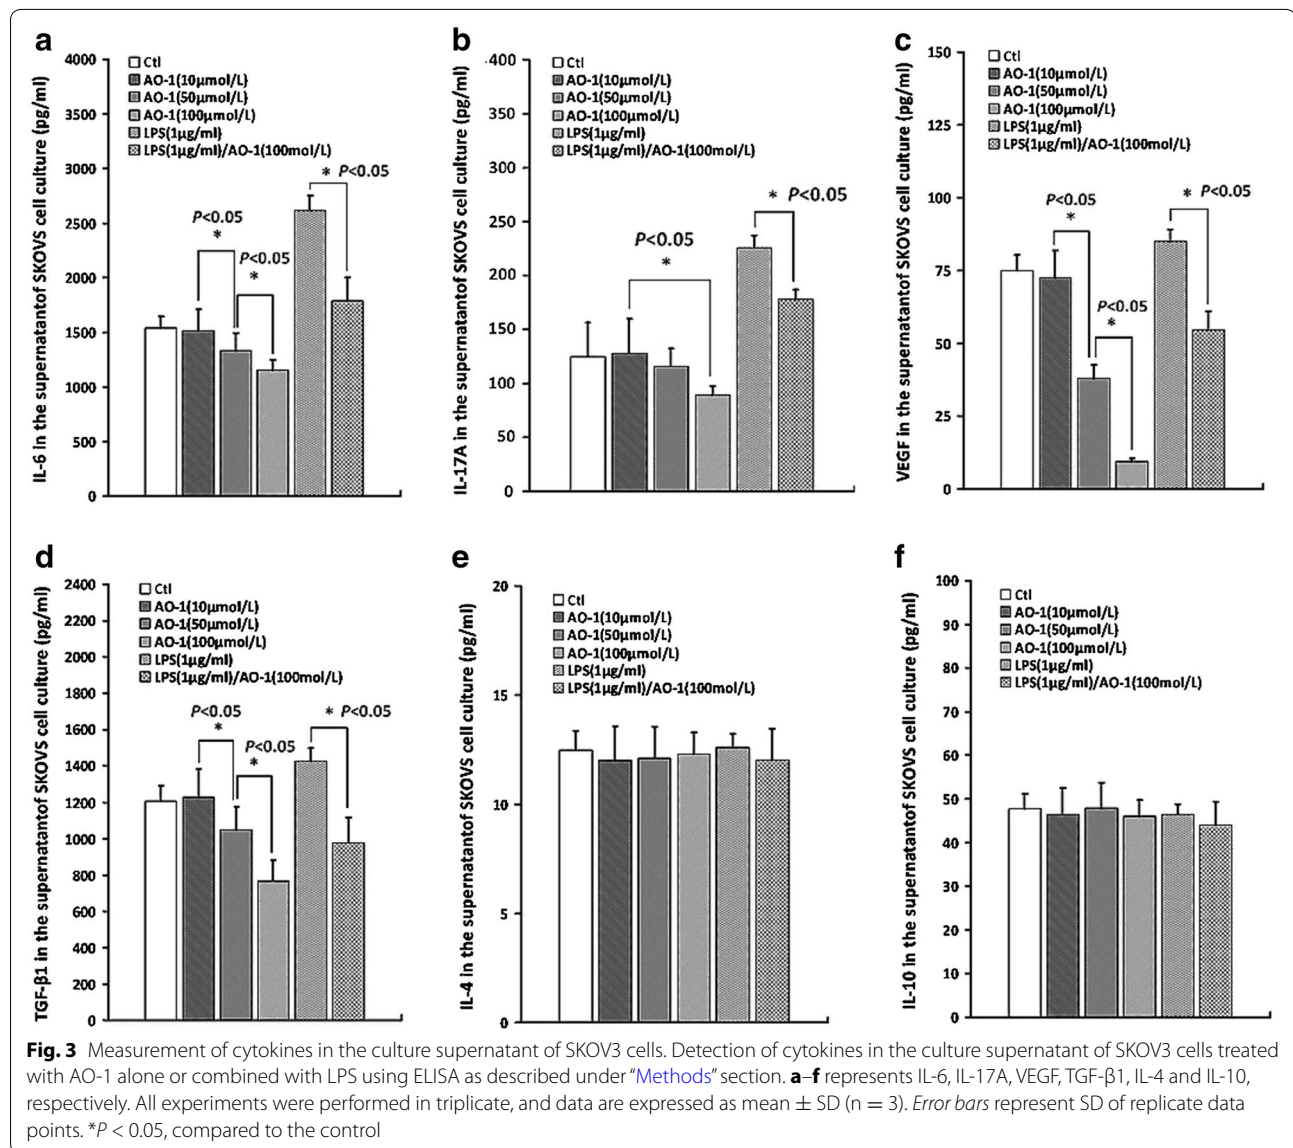 a
IL-6 in the supernatantof SKOVS cell culture (pg/ml)
4000
3500
3000
2500
2000
1500
1000
500
0
Ctl
AO-1(10μmol/L)
AO-1(50μmol/L)
AO-1(100μmol/L)
LPS(1μg/ml)
LPS(1μg/ml)/AO-1(100mol/L)
* P<0.05
P<0.05
*
P<0.05
*
b
IL-17A in the supernatantof SKOVS cell culture (pg/ml)
400
350
300
250
200
150
100
50
0
Ctl
AO-1(10μmol/L)
AO-1(50μmol/L)
AO-1(100μmol/L)
LPS(1μg/ml)
LPS(1μg/ml)/AO-1(100mol/L)
* P<0.05
P<0.05
*
c
VEGF in the supernatantof SKOVS cell culture (pg/ml)
150
125
100
75
50
25
0
Ctl
AO-1(10μmol/L)
AO-1(50μmol/L)
AO-1(100μmol/L)
LPS(1μg/ml)
LPS(1μg/ml)/AO-1(100mol/L)
P<0.05
*
* P<0.05
P<0.05
*
d
TGF-β1 in the supernatantof SKOVS cell culture (pg/ml)
2400
2200
2000
1800
1600
1400
1200
1000
800
600
400
200
0
Ctl
AO-1(10μmol/L)
AO-1(50μmol/L)
AO-1(100μmol/L)
LPS(1μg/ml)
LPS(1μg/ml)/AO-1(100mol/L)
P<0.05
*
* P<0.05
P<0.05
*
e
IL-4 in the supernatantof SKOVS cell culture (pg/ml)
20
15
10
5
0
Ctl
AO-1(10μmol/L)
AO-1(50μmol/L)
AO-1(100μmol/L)
LPS(1μg/ml)
LPS(1μg/ml)/AO-1(100mol/L)
f
IL-10 in the supernatantof SKOVS cell culture (pg/ml)
100
90
80
70
60
50
40
30
20
10
0
Ctl
AO-1(10μmol/L)
AO-1(50μmol/L)
AO-1(100μmol/L)
LPS(1μg/ml)
LPS(1μg/ml)/AO-1(100mol/L)
Fig. 3 Measurement of cytokines in the culture supernatant of SKOV3 cells. Detection of cytokines in the culture supernatant of SKOV3 cells treated
with AO-1 alone or combined with LPS using ELISA as described under "Methods" section. a–f represents IL-6, IL-17A, VEGF, TGF-β1, IL-4 and IL-10,
respectively. All experiments were performed in triplicate, and data are expressed as mean ± SD (n = 3). Error bars represent SD of replicate data
points. *P < 0.05, compared to the control